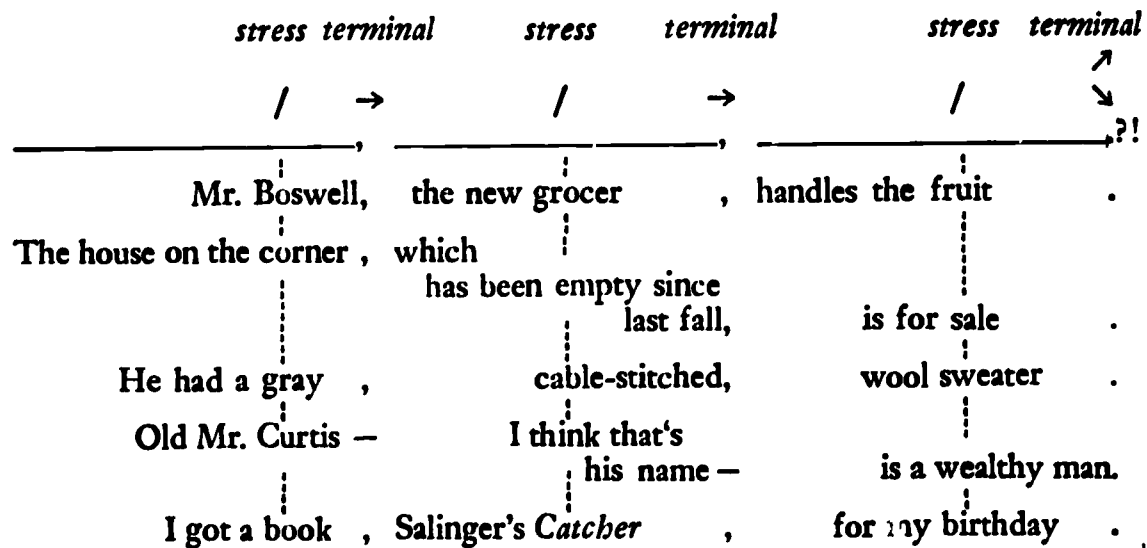 stress terminal stress terminal stress terminal
↗
/ → / → / ↘
, , ?!
Mr. Boswell, the new grocer , handles the fruit .
The house on the corner , which
has been empty since
last fall, is for sale .
He had a gray , cable-stitched, wool sweater .
Old Mr. Curtis — I think that's
his name — is a wealthy man.
I got a book , Salinger's Catcher , for my birthday .